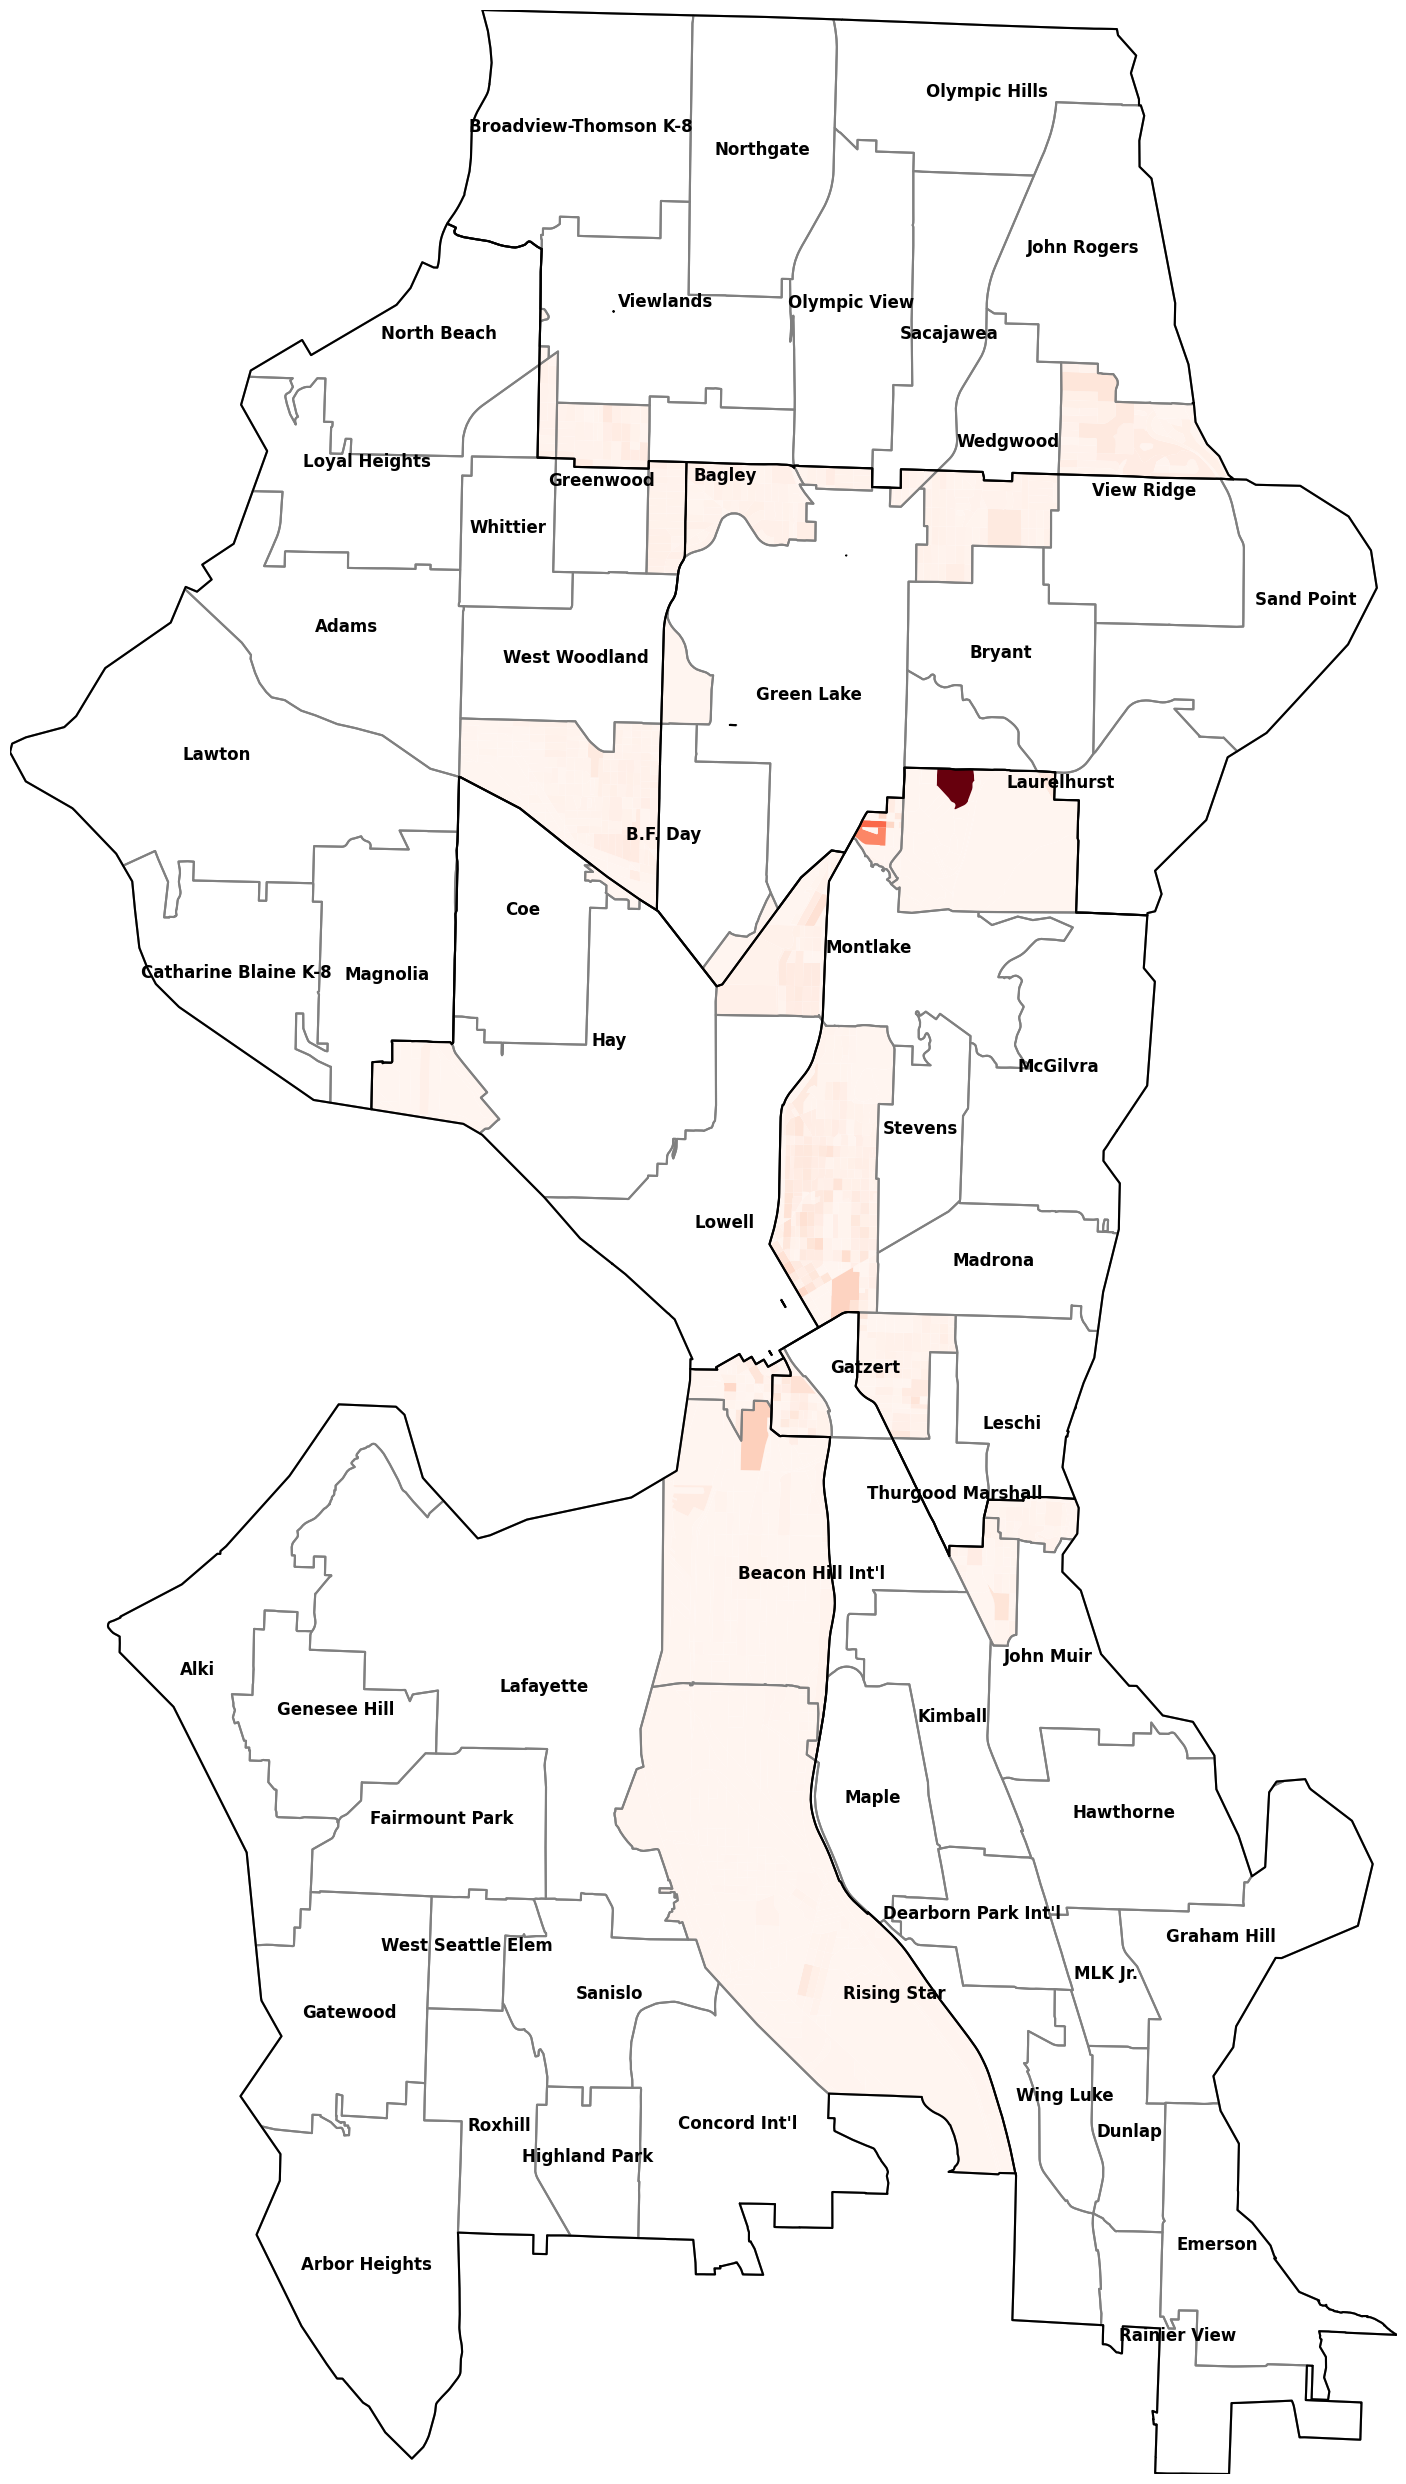 Olympic Hills
Broadview-Thomson K-8
Northgate
John Rogers
Viewlands
Olympic View
North Beach
Sacajawea
Wedgwood
Loyal Heights
Greenwood
Bagley
View Ridge
Whittier
Sand Point
Adams
West Woodland
Bryant
Green Lake
Lawton
Laurelhurst
B.F. Day
Coe
Montlake
Catharine Blaine K-8
Magnolia
Hay
McGilvra
Stevens
Lowell
Madrona
Gatzert
Leschi
Thurgood Marshall
Beacon Hill Int'l
John Muir
Alki
Lafayette
Genesee Hill
Kimball
Maple
Hawthorne
Fairmount Park
Dearborn Park Int'l
Graham Hill
West Seattle Elem
MLK Jr.
Sanislo
Rising Star
Gatewood
Wing Luke
Concord Int'l
Roxhill
Dunlap
Highland Park
Emerson
Arbor Heights
Rainier View